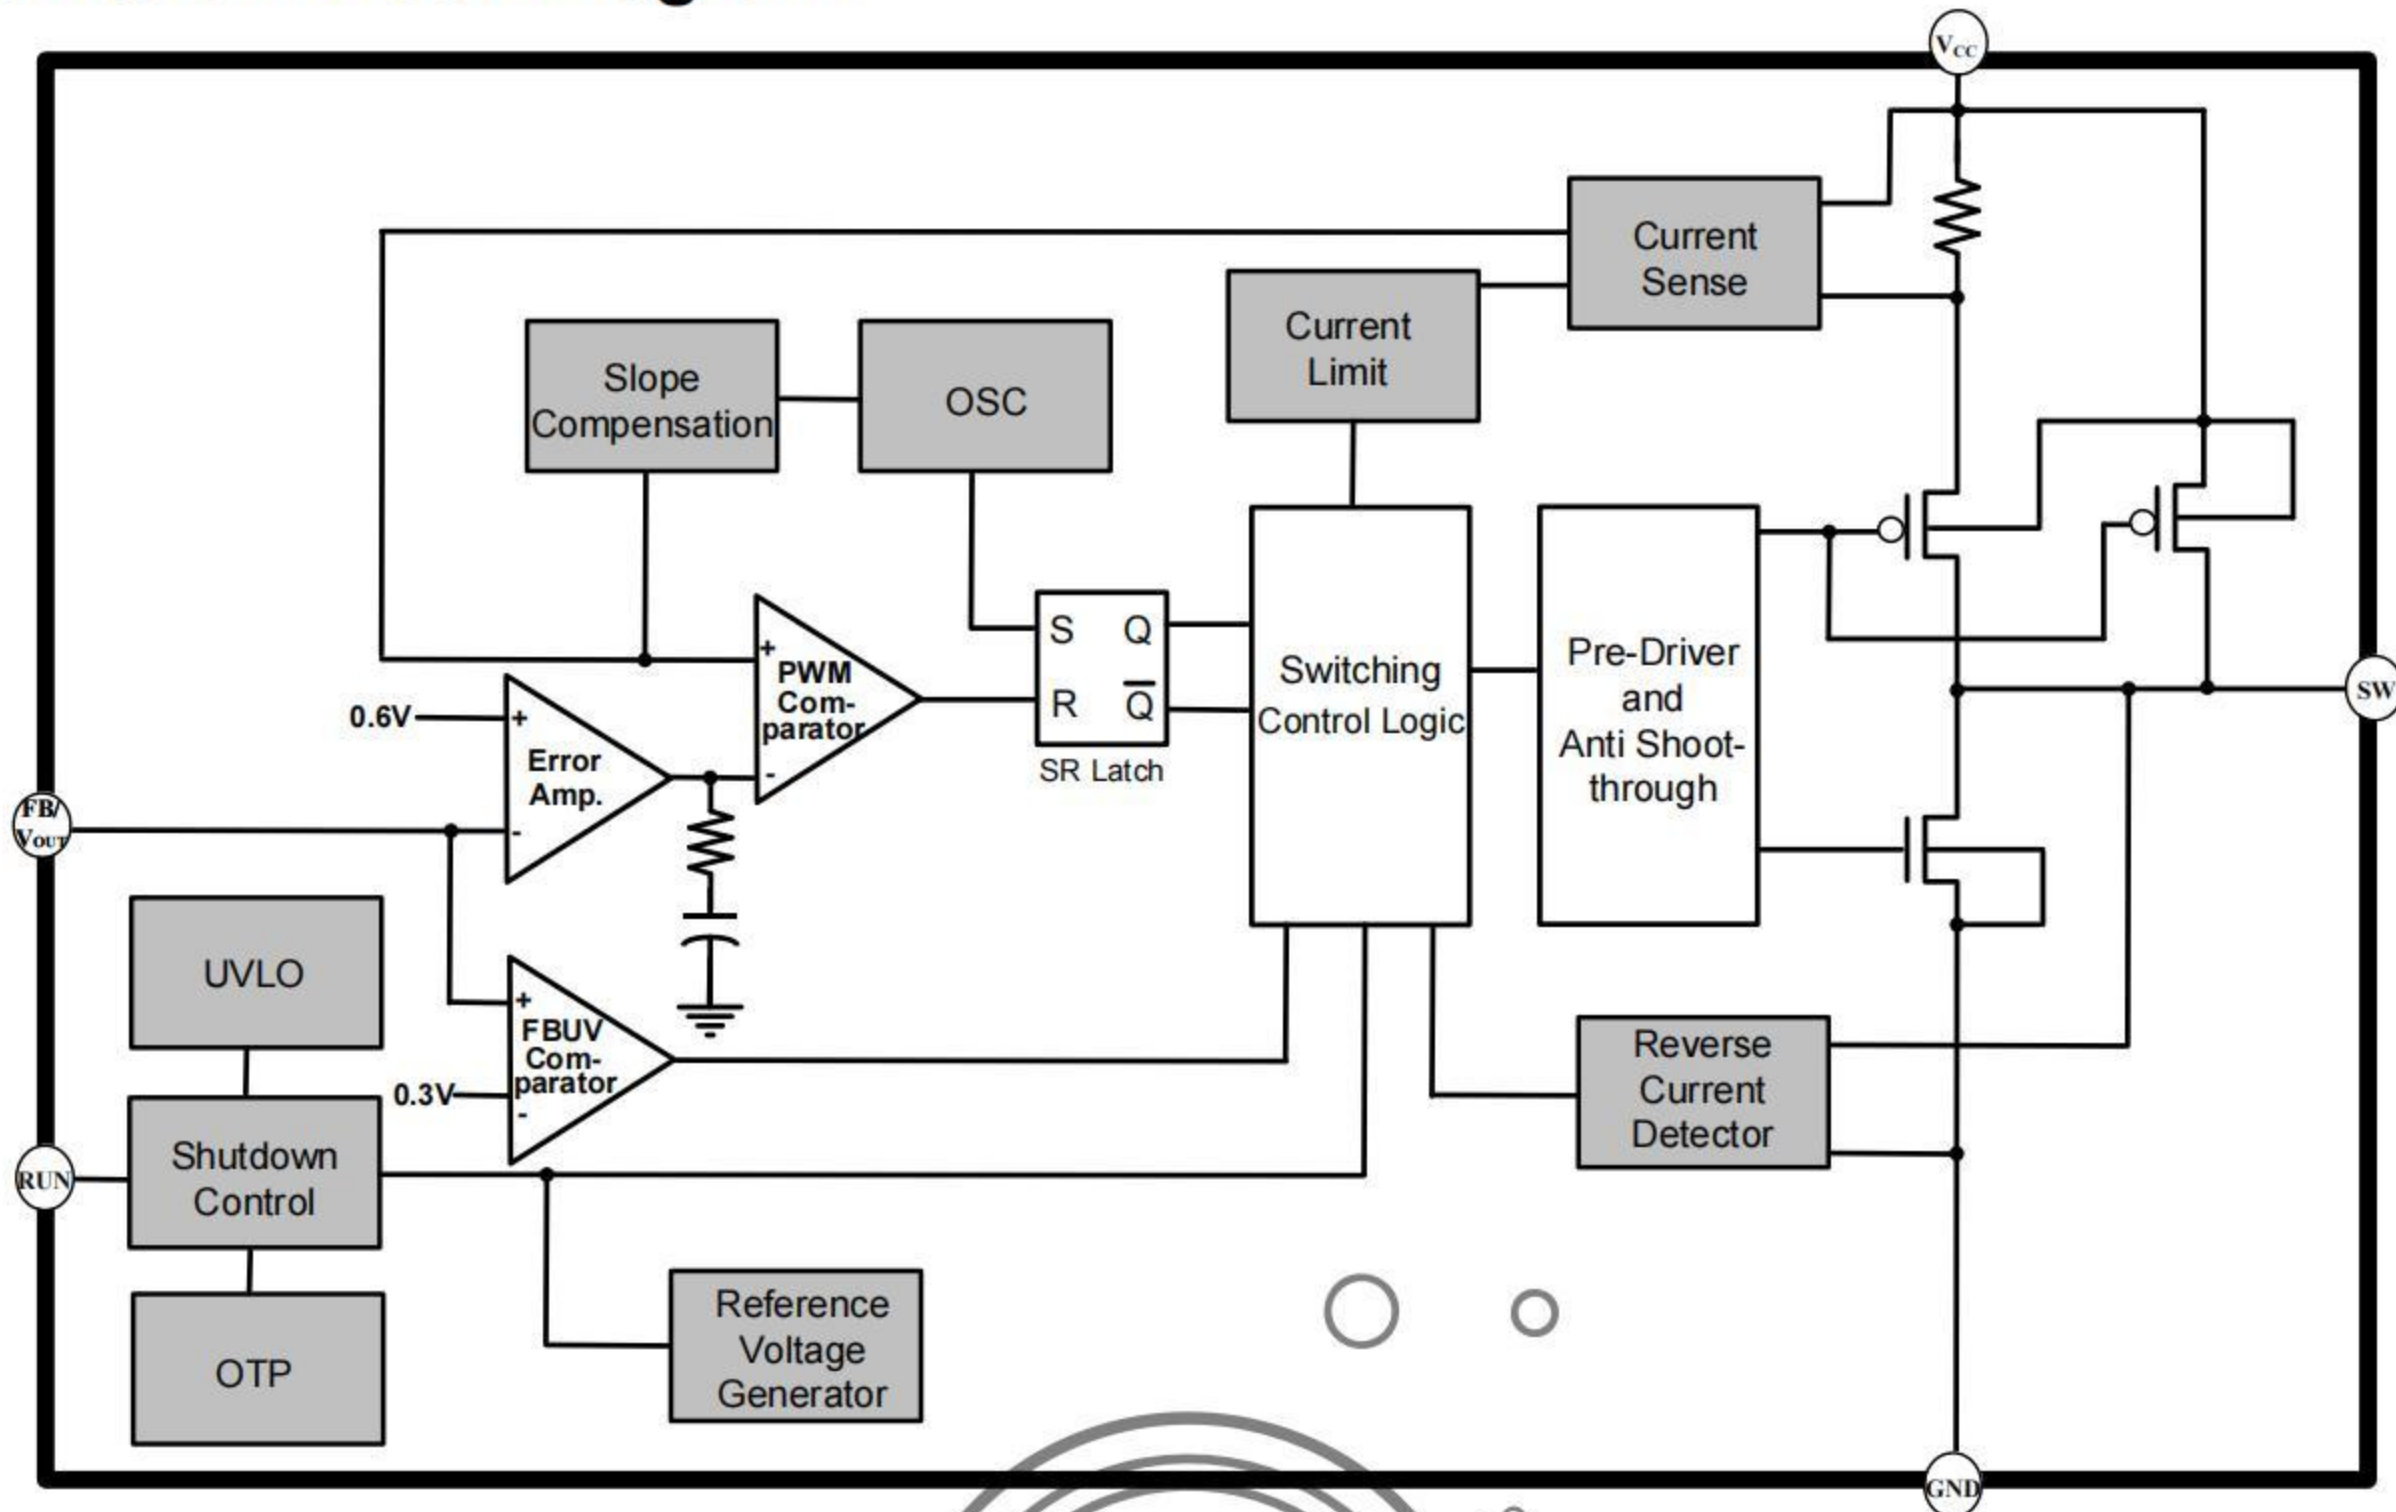 VCC
Current
Sense
Current
Limit
Slope
Compensation
OSC
+
PWM
Com-
parator
-
S Q
R Q̅
SR Latch
Switching
Control Logic
Pre-Driver
and
Anti Shoot-
through
SW
0.6V
+
Error
Amp.
-
FB/
VOUT
UVLO
+
FBUV
Com-
parator
-
0.3V
Reverse
Current
Detector
RUN
Shutdown
Control
OTP
Reference
Voltage
Generator
GND